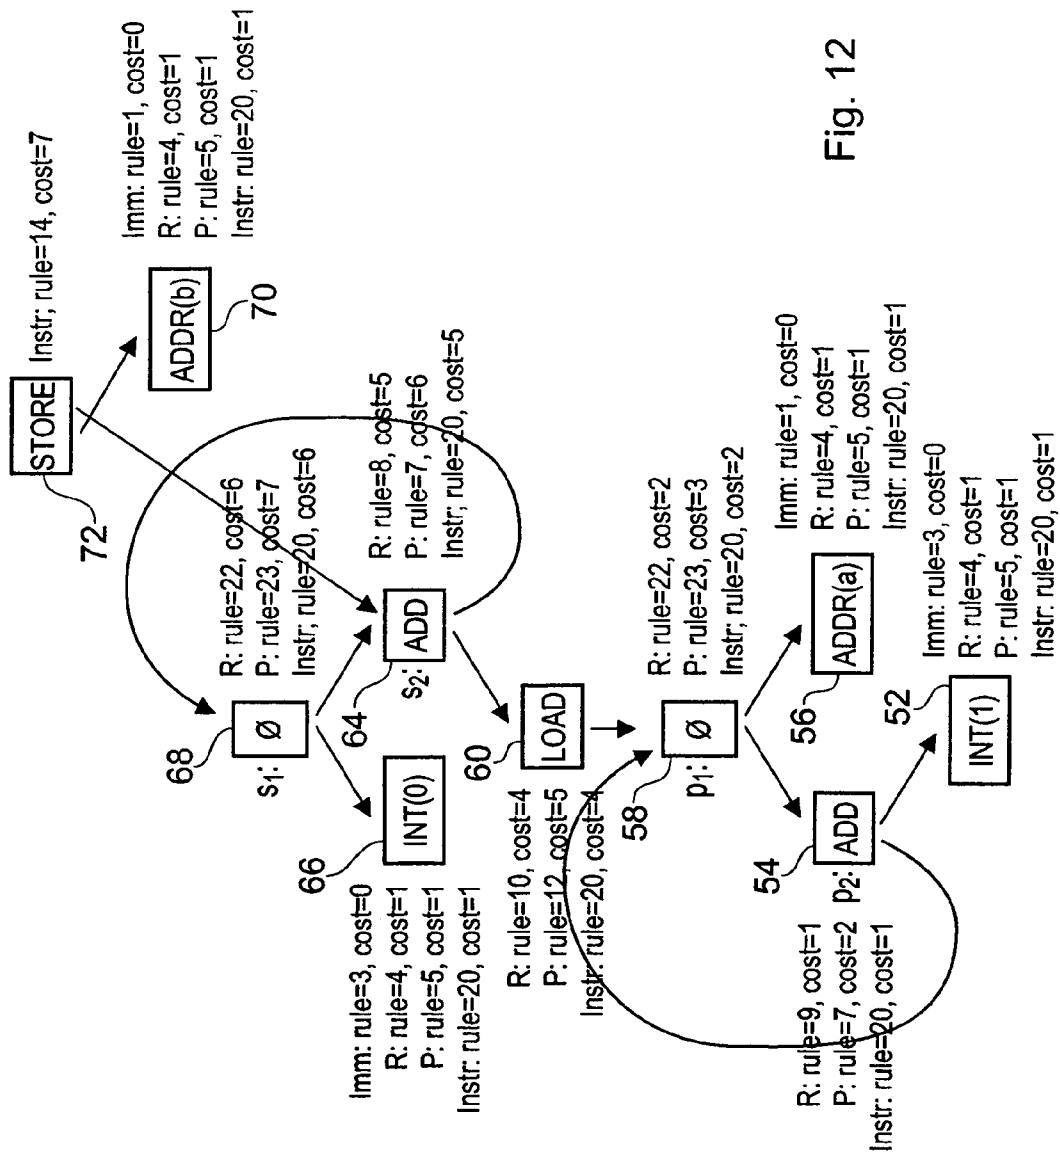 STORE
Instr; rule=14, cost=7
72
ADDR(b)
70
Imm: rule=1, cost=0
R: rule=4, cost=1
P: rule=5, cost=1
Instr: rule=20, cost=1
68
s1:
Ø
R: rule=22, cost=6
P: rule=23, cost=7
Instr; rule=20, cost=6
64
s2:
ADD
R: rule=8, cost=5
P: rule=7, cost=6
Instr; rule=20, cost=5
66
INT(0)
Imm: rule=3, cost=0
R: rule=4, cost=1
P: rule=5, cost=1
Instr: rule=20, cost=1
60
LOAD
R: rule=10, cost=4
P: rule=12, cost=5
Instr: rule=20, cost=4
58
p1:
Ø
R: rule=22, cost=2
P: rule=23, cost=3
Instr; rule=20, cost=2
56
ADDR(a)
Imm: rule=1, cost=0
R: rule=4, cost=1
P: rule=5, cost=1
Instr: rule=20, cost=1
54
p2:
ADD
R: rule=9, cost=1
P: rule=7, cost=2
Instr: rule=20, cost=1
52
INT(1)
Imm: rule=3, cost=0
R: rule=4, cost=1
P: rule=5, cost=1
Instr: rule=20, cost=1
Fig. 12